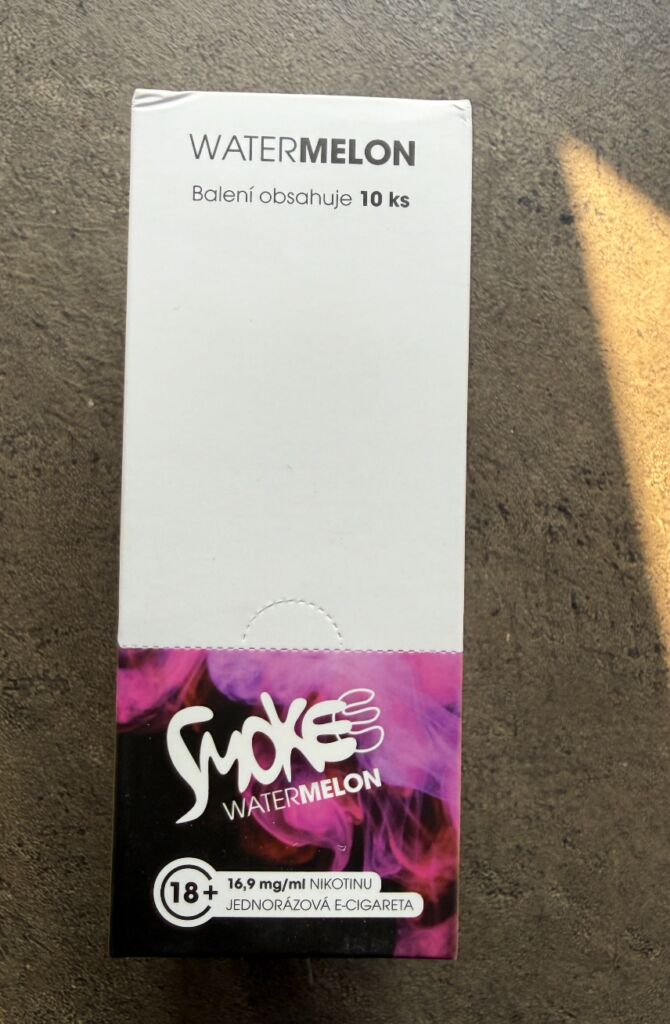 WATERMELON
Balení obsahuje 10 ks
SMOKE
WATERMELON
18+
16,9 mg/ml NIKOTINU
JEDNORÁZOVÁ E-CIGARETA